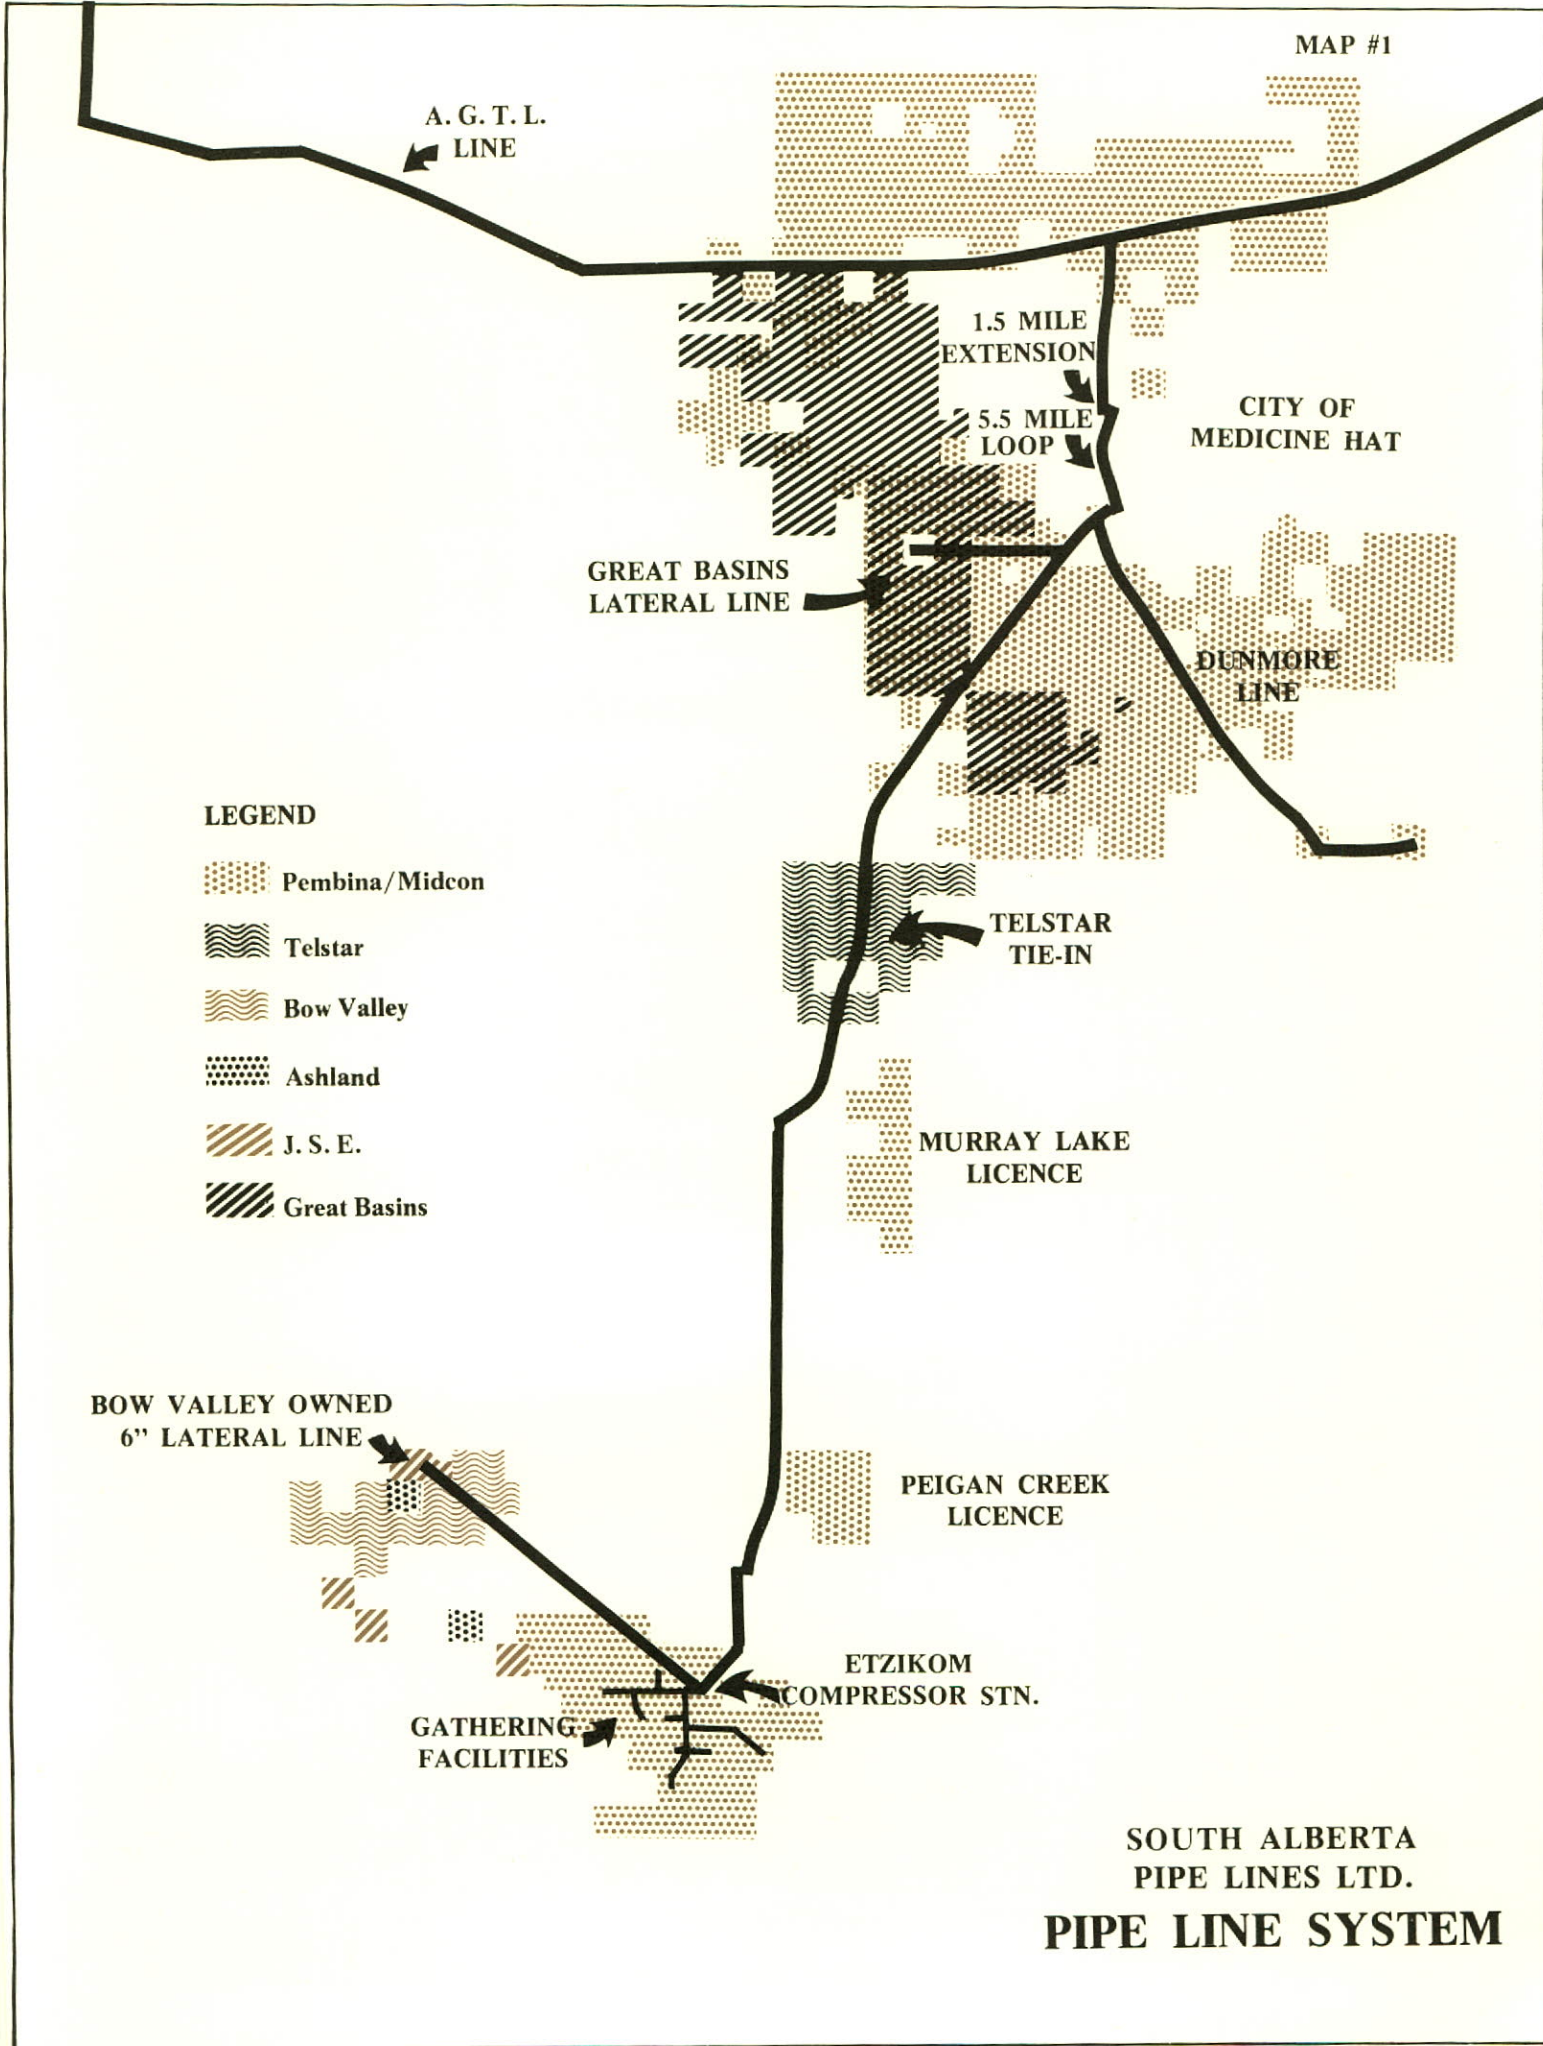 MAP #1
A. G. T. L.
LINE
1.5 MILE
EXTENSION
5.5 MILE
LOOP
CITY OF
MEDICINE HAT
GREAT BASINS
LATERAL LINE
DUNMORE
LINE
LEGEND
Pembina/Midcon
Telstar
Bow Valley
Ashland
J. S. E.
Great Basins
TELSTAR
TIE-IN
MURRAY LAKE
LICENCE
BOW VALLEY OWNED
6” LATERAL LINE
PEIGAN CREEK
LICENCE
ETZIKOM
COMPRESSOR STN.
GATHERING
FACILITIES
SOUTH ALBERTA
PIPE LINES LTD.
PIPE LINE SYSTEM